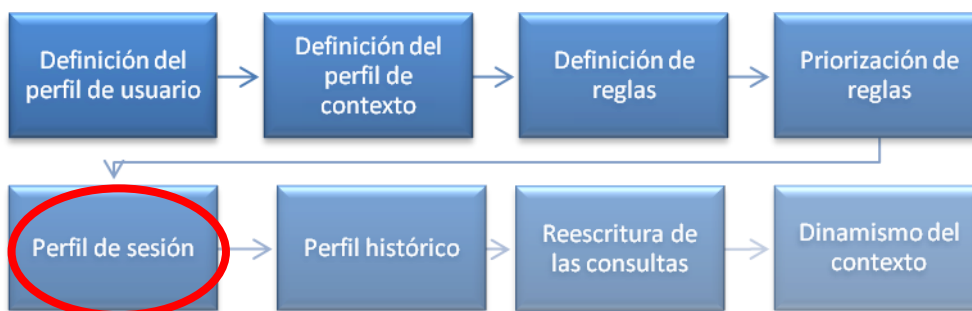 Definición del
perfil de usuario
Definición del
perfil de
contexto
Definición de
reglas
Priorización de
reglas
Perfil de sesión
Perfil histórico
Reescritura de
las consultas
Dinamismo del
contexto